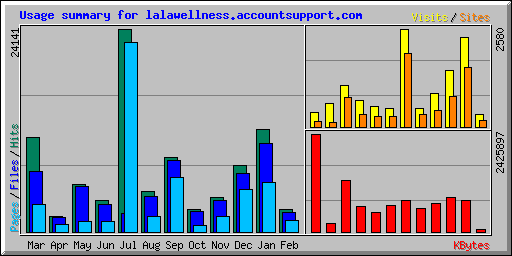 Usage summary for lalawellness.accountsupport.com
Visits / Sites
24141
2580
Pages / Files / Hits
2425897
Mar Apr May Jun Jul Aug Sep Oct Nov Dec Jan Feb
KBytes